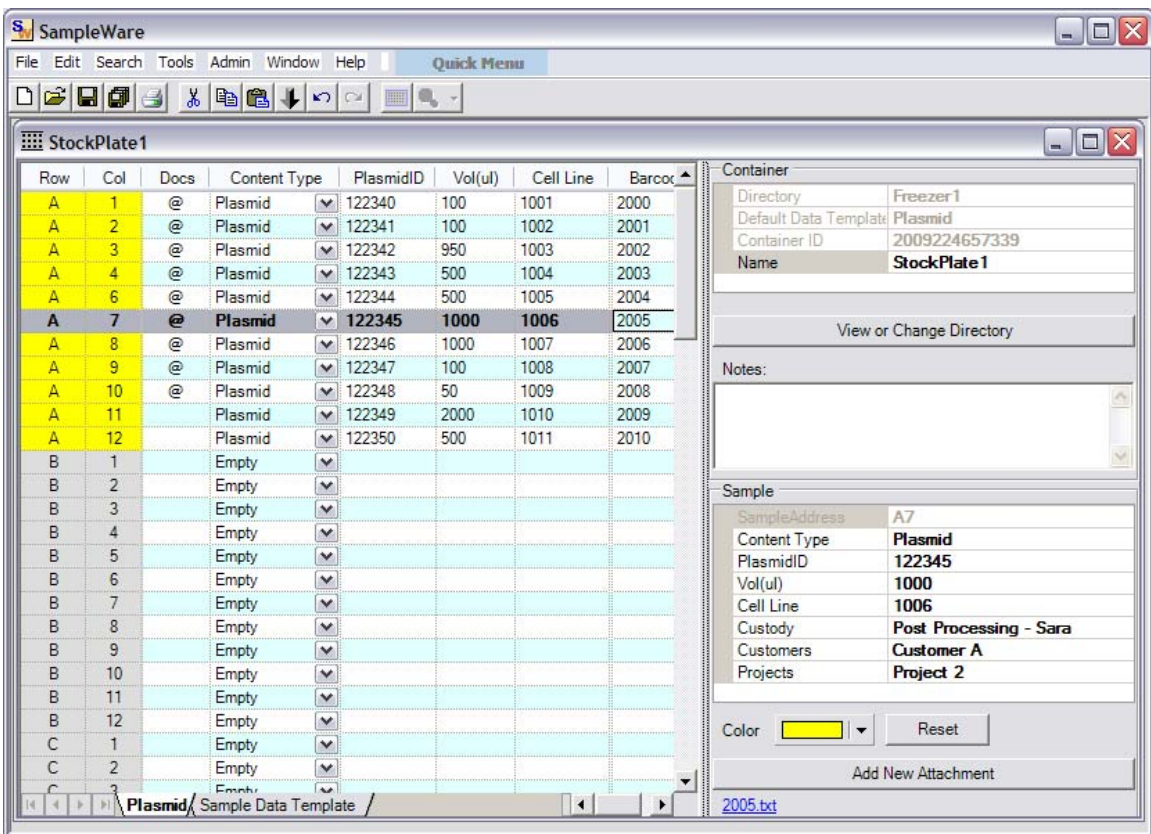 SampleWare
File Edit Search Tools Admin Window Help Quick Menu
StockPlate1
Row Col Docs Content Type PlasmidID Vol(ul) Cell Line Barcod
A 1 @ Plasmid 122340 100 1001 2000
A 2 @ Plasmid 122341 100 1002 2001
A 3 @ Plasmid 122342 950 1003 2002
A 4 @ Plasmid 122343 500 1004 2003
A 6 @ Plasmid 122344 500 1005 2004
A 7 @ Plasmid 122345 1000 1006 2005
A 8 @ Plasmid 122346 1000 1007 2006
A 9 @ Plasmid 122347 100 1008 2007
A 10 @ Plasmid 122348 50 1009 2008
A 11 Plasmid 122349 2000 1010 2009
A 12 Plasmid 122350 500 1011 2010
B 1 Empty
B 2 Empty
B 3 Empty
B 4 Empty
B 5 Empty
B 6 Empty
B 7 Empty
B 8 Empty
B 9 Empty
B 10 Empty
B 11 Empty
B 12 Empty
C 1 Empty
C 2 Empty
C 3 Empty
Plasmid Sample Data Template
Container
Directory Freezer1
Default Data Template Plasmid
Container ID 2009224657339
Name StockPlate1
View or Change Directory
Notes:
Sample
SampleAddress A7
Content Type Plasmid
PlasmidID 122345
Vol(ul) 1000
Cell Line 1006
Custody Post Processing - Sara
Customers Customer A
Projects Project 2
Color Reset
Add New Attachment
2005.txt